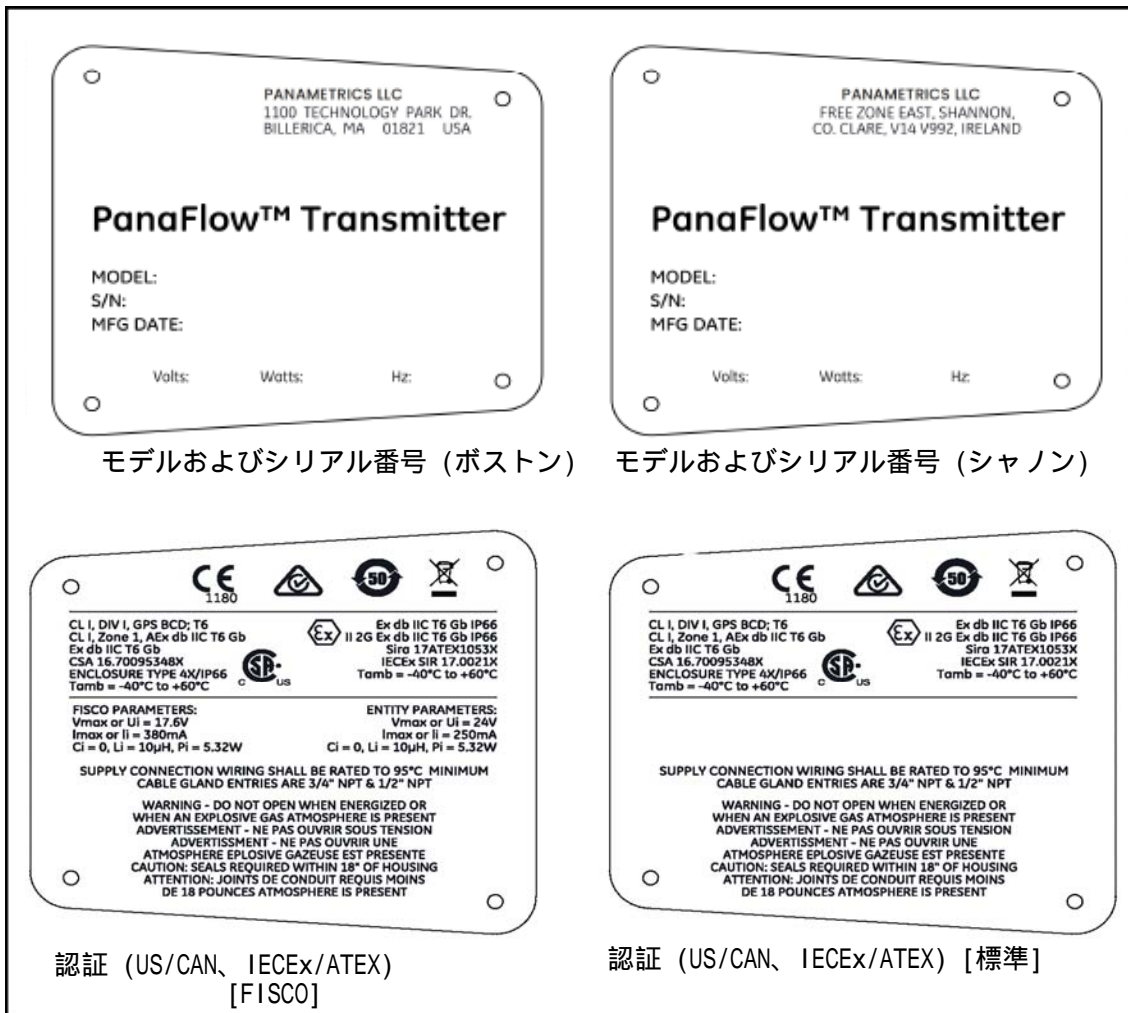 PANAMETRICS LLC
1100 TECHNOLOGY PARK DR.
BILLERICA, MA 01821 USA
PanaFlow™ Transmitter
MODEL:
S/N:
MFG DATE:
Volts: Watts: Hz:
モデルおよびシリアル番号 (ボストン)
PANAMETRICS LLC
FREE ZONE EAST, SHANNON,
CO. CLARE, V14 V992, IRELAND
PanaFlow™ Transmitter
MODEL:
S/N:
MFG DATE:
Volts: Watts: Hz:
モデルおよびシリアル番号 (シャノン)
CE
1180
50
CL I, DIV I, GPS BCD; T6
CL I, Zone 1, AEx db IIC T6 Gb
Ex db IIC T6 Gb
CSA 16.70095348X
ENCLOSURE TYPE 4X/IP66
Tamb = -40°C to +60°C
C SA US
Ex
Ex db IIC T6 Gb IP66
II 2G Ex db IIC T6 Gb IP66
Sira 17ATEX1053X
IECEx SIR 17.0021X
Tamb = -40°C to +60°C
FISCO PARAMETERS:
Vmax or Ui = 17.6V
Imax or Ii = 380mA
Ci = 0, Li = 10µH, Pi = 5.32W
ENTITY PARAMETERS:
Vmax or Ui = 24V
Imax or Ii = 250mA
Ci = 0, Li = 10µH, Pi = 5.32W
SUPPLY CONNECTION WIRING SHALL BE RATED TO 95°C MINIMUM
CABLE GLAND ENTRIES ARE 3/4" NPT & 1/2" NPT
WARNING - DO NOT OPEN WHEN ENERGIZED OR
WHEN AN EXPLOSIVE GAS ATMOSPHERE IS PRESENT
ADVERTISSEMENT - NE PAS OUVRIR SOUS TENSION
ADVERTISSMENT - NE PAS OUVRIR UNE
ATMOSPHERE EPLOSIVE GAZEUSE EST PRESENTE
CAUTION: SEALS REQUIRED WITHIN 18" OF HOUSING
ATTENTION: JOINTS DE CONDUIT REQUIS MOINS
DE 18 POUNCES ATMOSPHERE IS PRESENT
認証 (US/CAN、IECEx/ATEX)
[FISCO]
CE
1180
50
CL I, DIV I, GPS BCD; T6
CL I, Zone 1, AEx db IIC T6 Gb
Ex db IIC T6 Gb
CSA 16.70095348X
ENCLOSURE TYPE 4X/IP66
Tamb = -40°C to +60°C
C SA US
Ex
Ex db IIC T6 Gb IP66
II 2G Ex db IIC T6 Gb IP66
Sira 17ATEX1053X
IECEx SIR 17.0021X
Tamb = -40°C to +60°C
SUPPLY CONNECTION WIRING SHALL BE RATED TO 95°C MINIMUM
CABLE GLAND ENTRIES ARE 3/4" NPT & 1/2" NPT
WARNING - DO NOT OPEN WHEN ENERGIZED OR
WHEN AN EXPLOSIVE GAS ATMOSPHERE IS PRESENT
ADVERTISSEMENT - NE PAS OUVRIR SOUS TENSION
ADVERTISSMENT - NE PAS OUVRIR UNE
ATMOSPHERE EPLOSIVE GAZEUSE EST PRESENTE
CAUTION: SEALS REQUIRED WITHIN 18" OF HOUSING
ATTENTION: JOINTS DE CONDUIT REQUIS MOINS
DE 18 POUNCES ATMOSPHERE IS PRESENT
認証 (US/CAN、IECEx/ATEX) [標準]